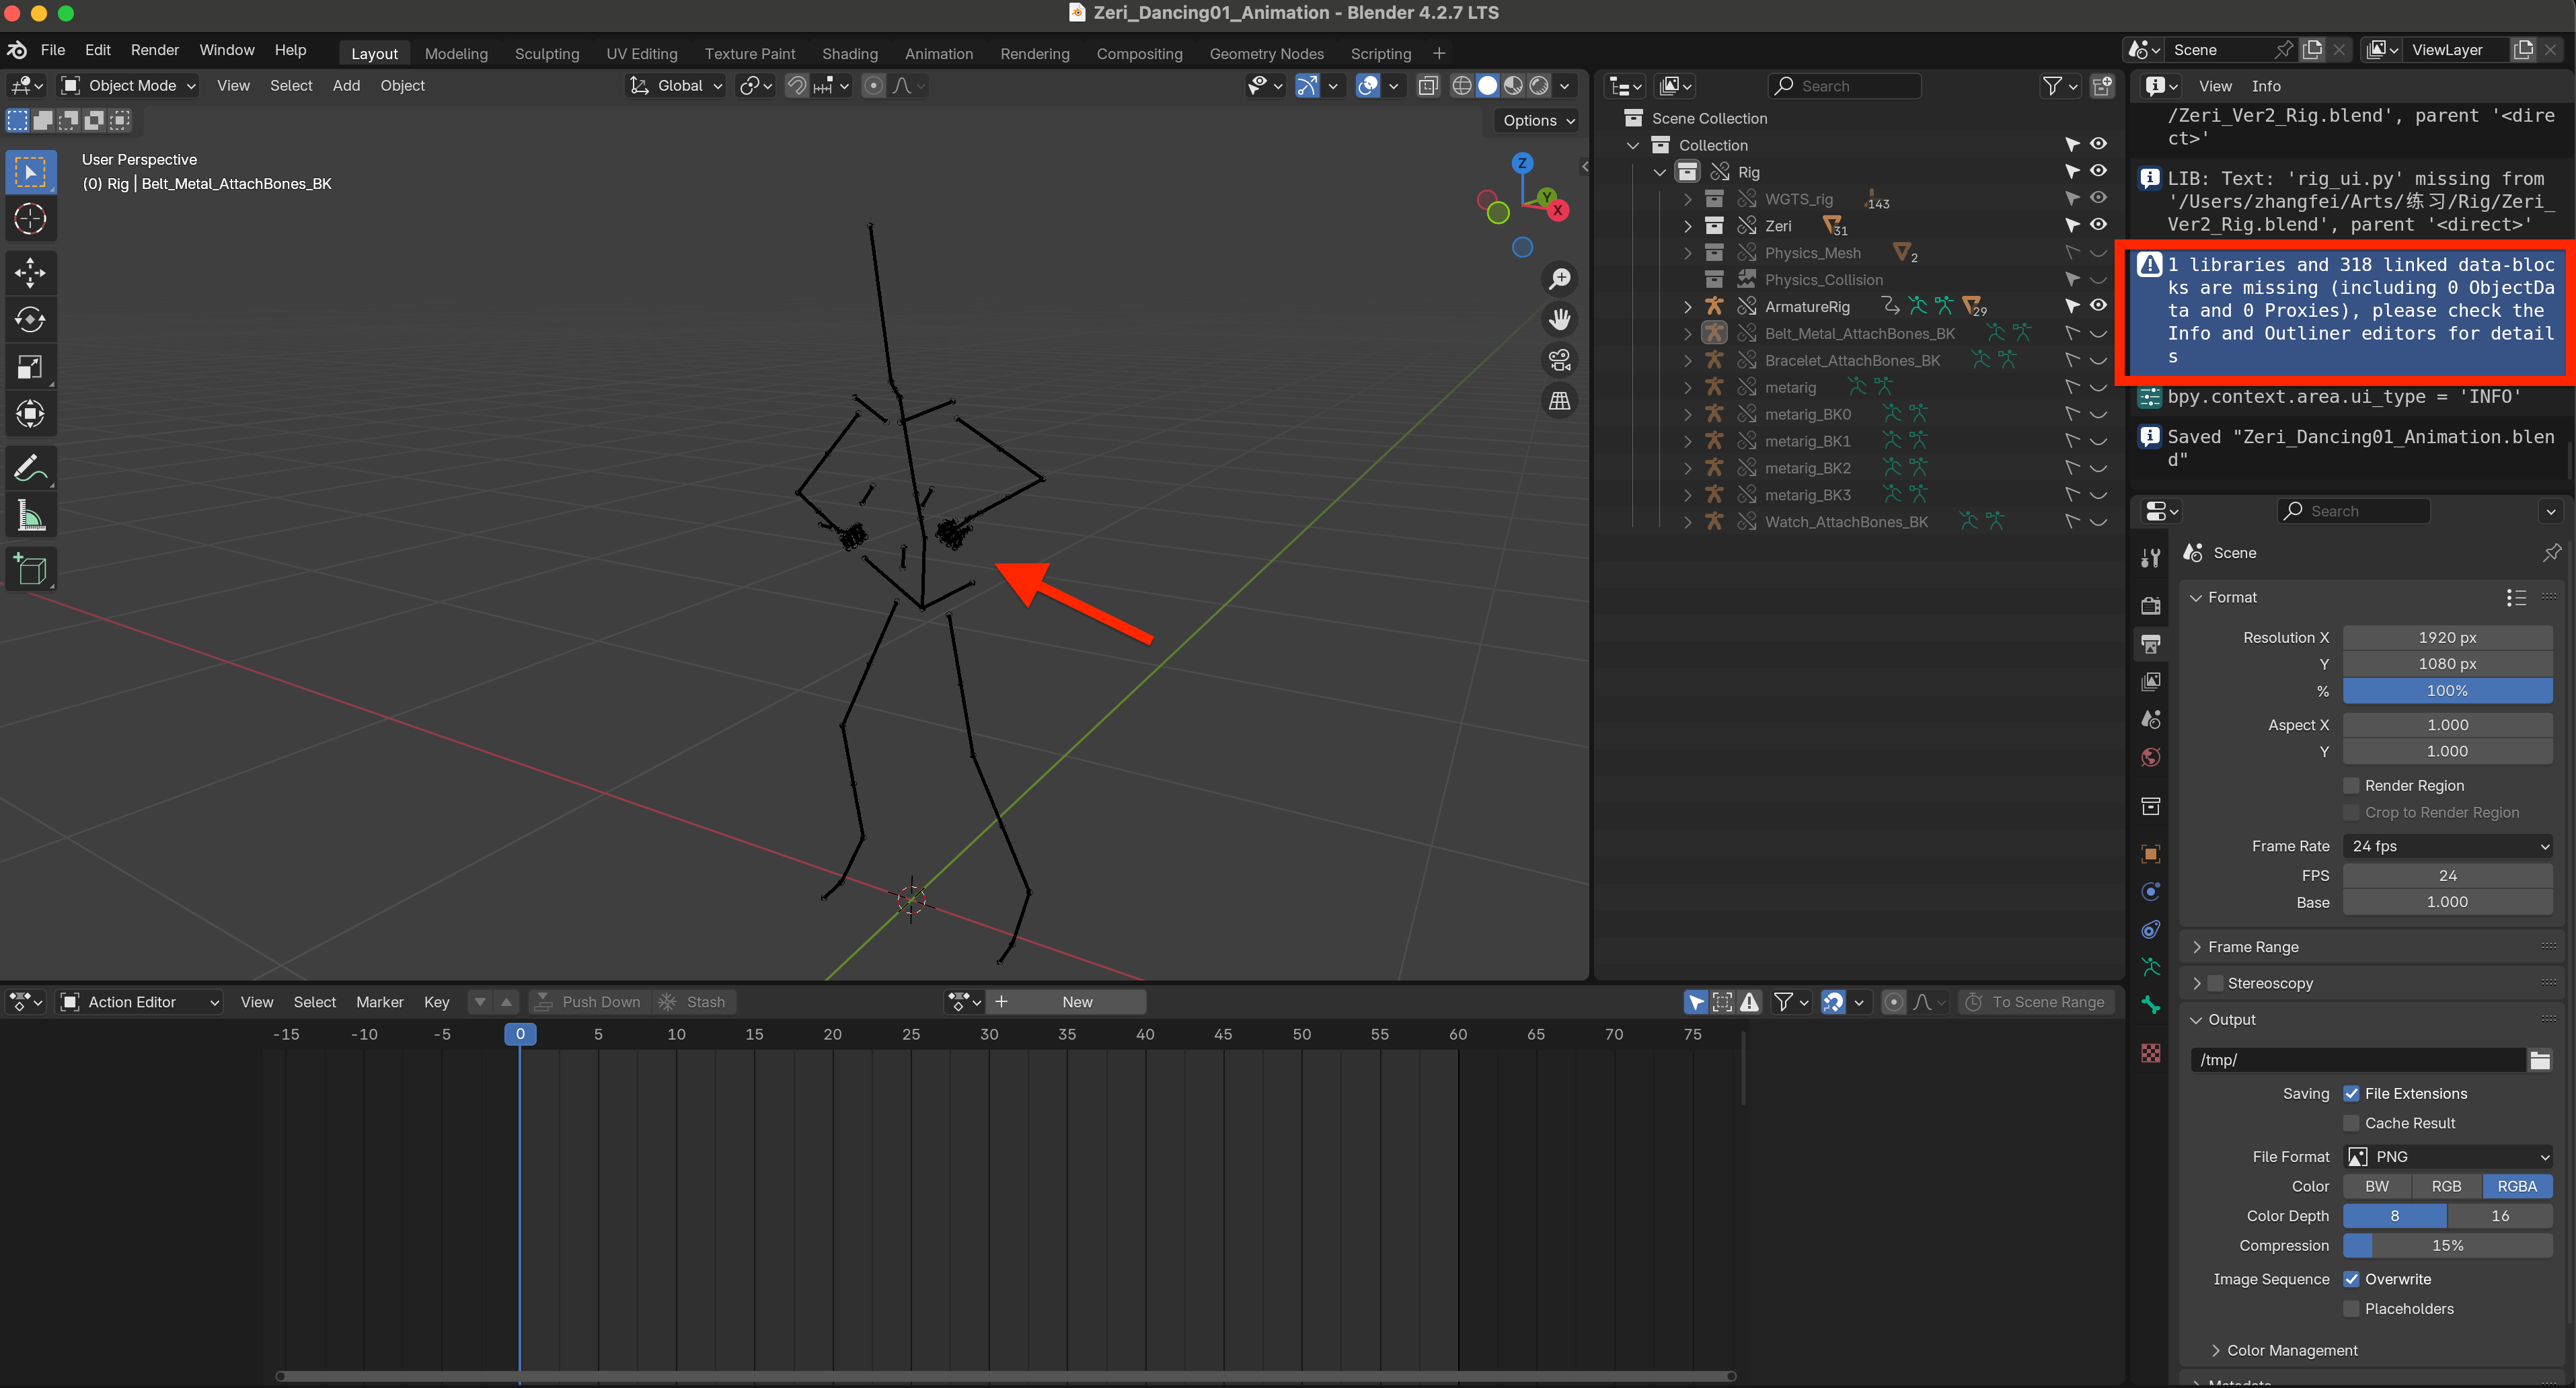 Zeri_Dancing01_Animation - Blender 4.2.7 LTS
File Edit Render Window Help
Layout Modeling Sculpting UV Editing Texture Paint Shading Animation Rendering Compositing Geometry Nodes Scripting +
Scene
ViewLayer
Object Mode View Select Add Object
Global
Options
User Perspective
(0) Rig | Belt_Metal_AttachBones_BK
Z
Y
X
Search
Scene Collection
Collection
Rig
WGTS_rig 143
Zeri 31
Physics_Mesh 2
Physics_Collision
ArmatureRig 29
Belt_Metal_AttachBones_BK
Bracelet_AttachBones_BK
metarig
metarig_BK0
metarig_BK1
metarig_BK2
metarig_BK3
Watch_AttachBones_BK
View Info
/Zeri_Ver2_Rig.blend', parent '<dire
ct>'
LIB: Text: 'rig_ui.py' missing from
'/Users/zhangfei/Arts/练习/Rig/Zeri_
Ver2_Rig.blend', parent '<direct>'
1 libraries and 318 linked data-bloc
ks are missing (including 0 ObjectDa
ta and 0 Proxies), please check the
Info and Outliner editors for detail
s
bpy.context.area.ui_type = 'INFO'
Saved "Zeri_Dancing01_Animation.blen
d"
Search
Scene
Format
Resolution X 1920 px
Y 1080 px
% 100%
Aspect X 1.000
Y 1.000
Render Region
Crop to Render Region
Frame Rate 24 fps
FPS 24
Base 1.000
Frame Range
Stereoscopy
Output
/tmp/
Saving File Extensions
Cache Result
File Format PNG
Color BW RGB RGBA
Color Depth 8 16
Compression 15%
Image Sequence Overwrite
Placeholders
Color Management
Action Editor View Select Marker Key Push Down Stash
New
To Scene Range
-15 -10 -5 0 5 10 15 20 25 30 35 40 45 50 55 60 65 70 75